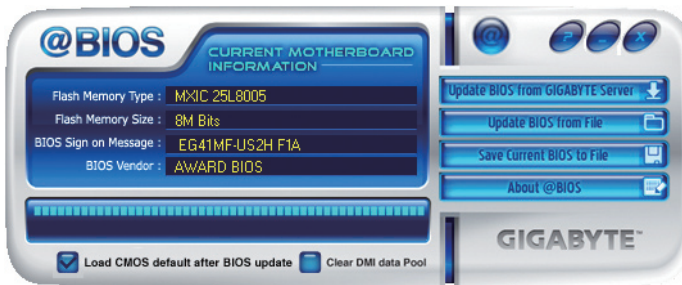 @BIOS
CURRENT MOTHERBOARD
INFORMATION
Flash Memory Type : MXIC 25L8005
Flash Memory Size : 8M Bits
BIOS Sign on Message : EG41MF-US2H F1A
BIOS Vendor : AWARD BIOS
Load CMOS default after BIOS update Clear DMI data Pool
@ ? - X
Update BIOS from GIGABYTE Server
Update BIOS from File
Save Current BIOS to File
About @BIOS
GIGABYTE™